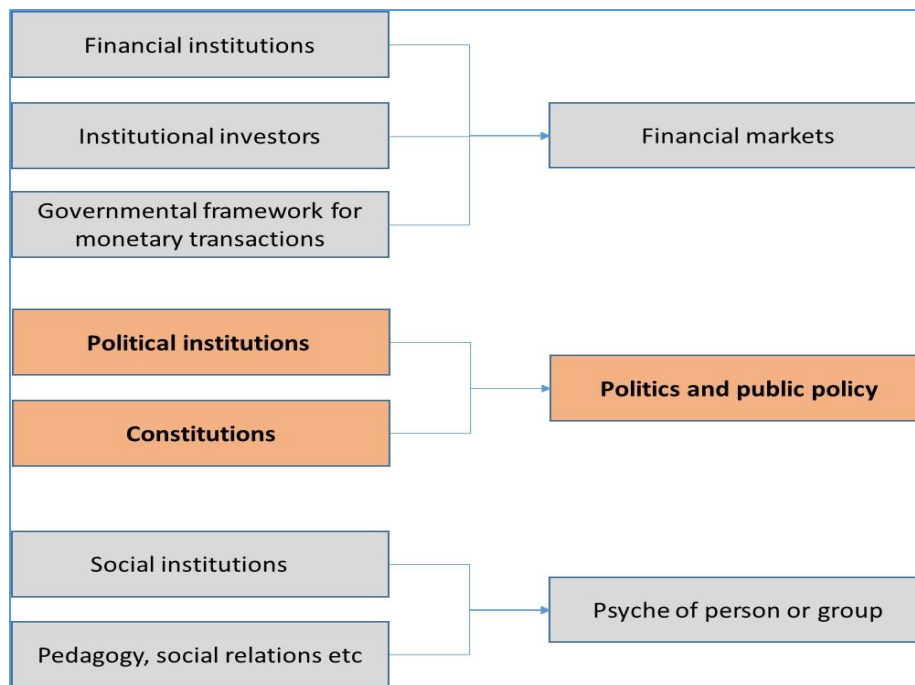 Financial institutions
Institutional investors
Governmental framework for
monetary transactions
Financial markets
Political institutions
Constitutions
Politics and public policy
Social institutions
Pedagogy, social relations etc
Psyche of person or group